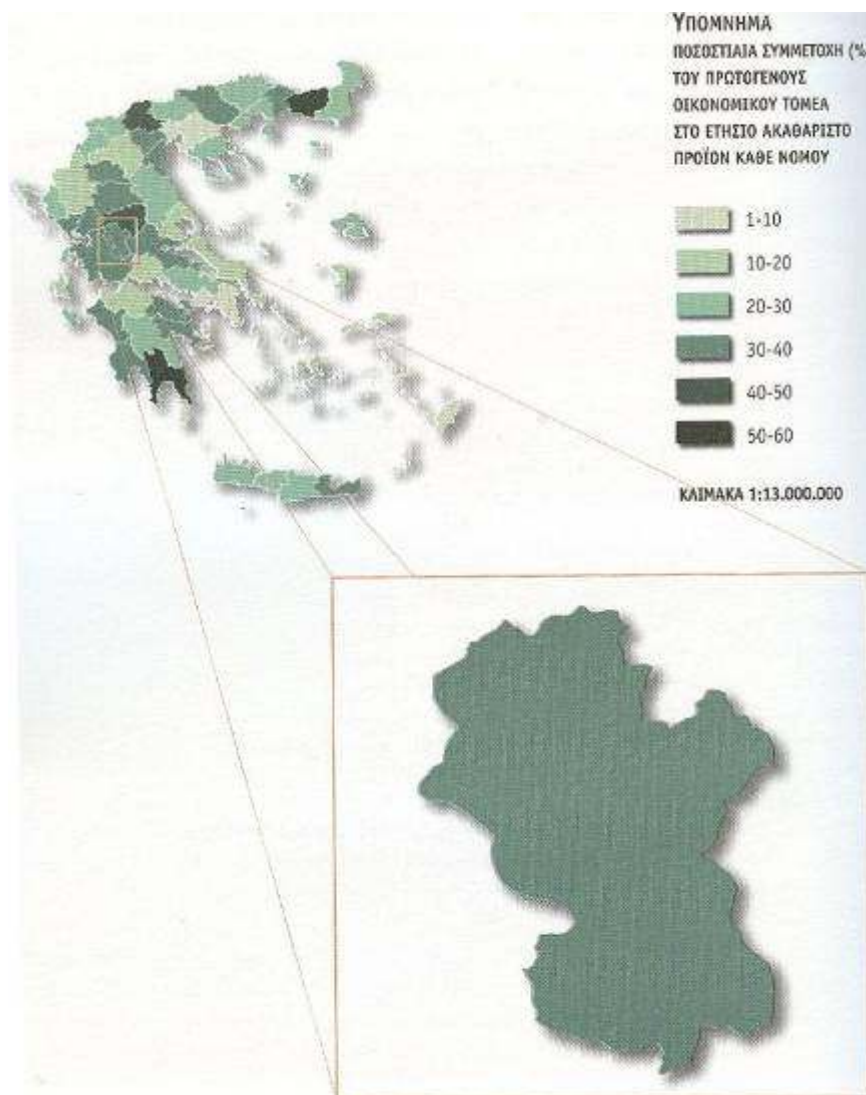 ΥΠΟΜΝΗΜΑ
ΠΟΣΟΣΤΙΑΙΑ ΣΥΜΜΕΤΟΧΗ (%
ΤΟΥ ΠΡΩΤΟΓΕΝΟΥΣ
ΟΙΚΟΝΟΜΙΚΟΥ ΤΟΜΕΑ
ΣΤΟ ΕΤΗΣΙΟ ΑΚΑΘΑΡΙΣΤΟ
ΠΡΟΪΟΝ ΚΑΘΕ ΝΟΜΟΥ
1-10
10-20
20-30
30-40
40-50
50-60
ΚΛΙΜΑΚΑ 1:13.000.000